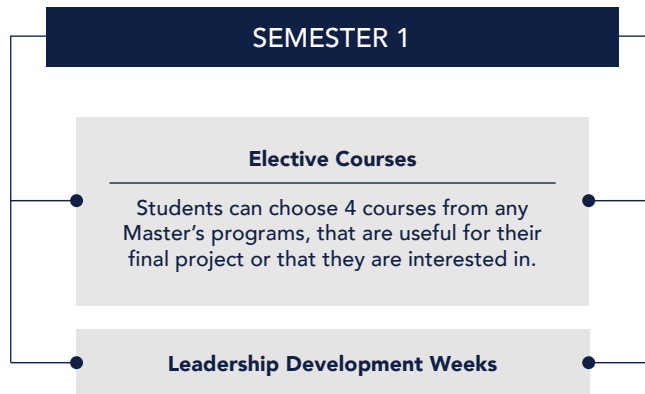 SEMESTER 1
Elective Courses
Students can choose 4 courses from any
Master's programs, that are useful for their
final project or that they are interested in.
Leadership Development Weeks